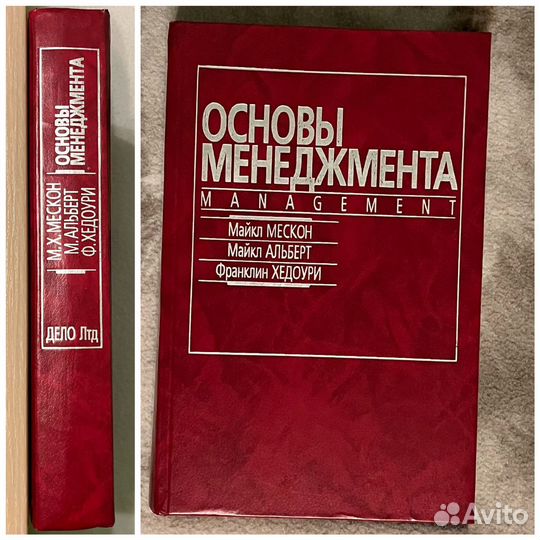 М.Х. МЕСКОН
М. АЛЬБЕРТ
Ф. ХЕДОУРИ
ОСНОВЫ
МЕНЕДЖМЕНТА
ДЕЛО Лтд
ОСНОВЫ
МЕНЕДЖМЕНТА
MANAGEMENT
Майкл МЕСКОН
Майкл АЛЬБЕРТ
Франклин ХЕДОУРИ
Avito